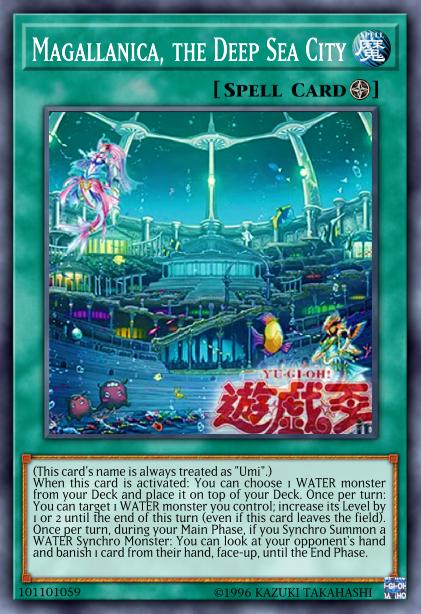 Magallanica, the Deep Sea City
SPELL
魔
[Spell Card]
YU-GI-OH!
遊戯王
(This card's name is always treated as "Umi".)
When this card is activated: You can choose 1 WATER monster
from your Deck and place it on top of your Deck. Once per turn:
You can target 1 WATER monster you control; increase its Level by
1 or 2 until the end of this turn (even if this card leaves the field).
Once per turn, during your Main Phase, if you Synchro Summon a
WATER Synchro Monster: You can look at your opponent's hand
and banish 1 card from their hand, face-up, until the End Phase.
101101059
©1996 KAZUKI TAKAHASHI